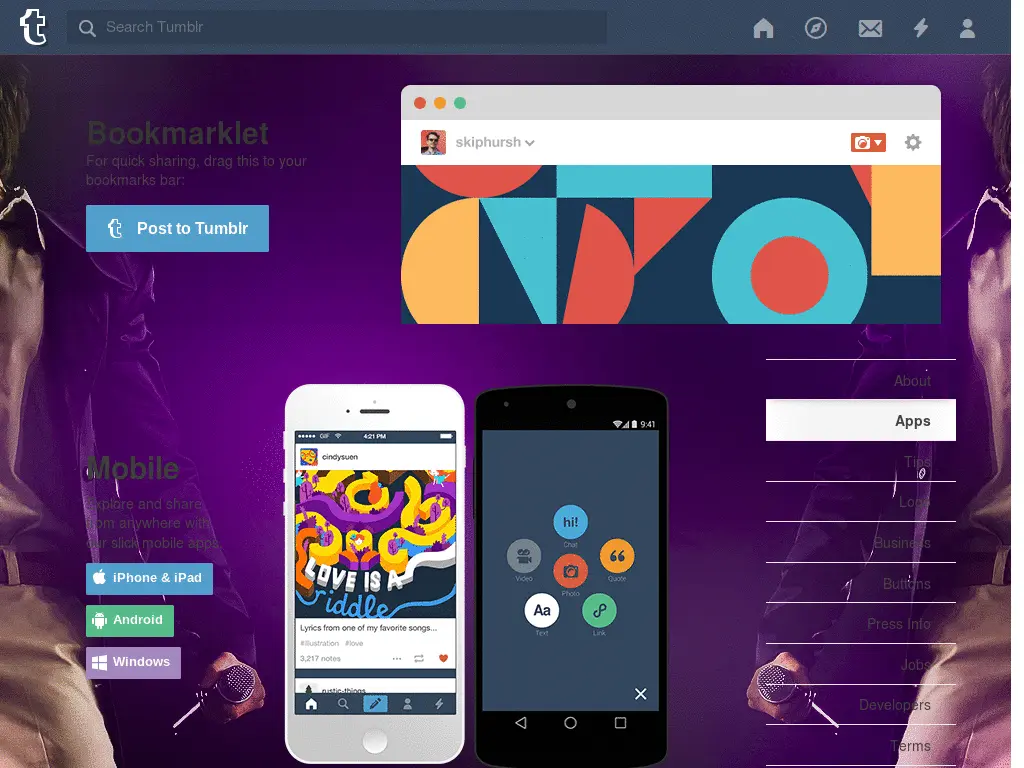 Search Tumblr
Bookmarklet
For quick sharing, drag this to your
bookmarks bar:
Post to Tumblr
skiphursh
About
Apps
Tips
Logo
Business
Buttons
Press Info
Jobs
Developers
Terms
Mobile
Explore and share
from anywhere with
our slick mobile apps.
iPhone & iPad
Android
Windows
GIF
4:21 PM
cindysuen
LOVE IS A
riddle
Lyrics from one of my favorite songs...
#illustration #love
3,217 notes
rustic-things
9:41
hi!
Chat
Video
Quote
Photo
Aa
Text
Link